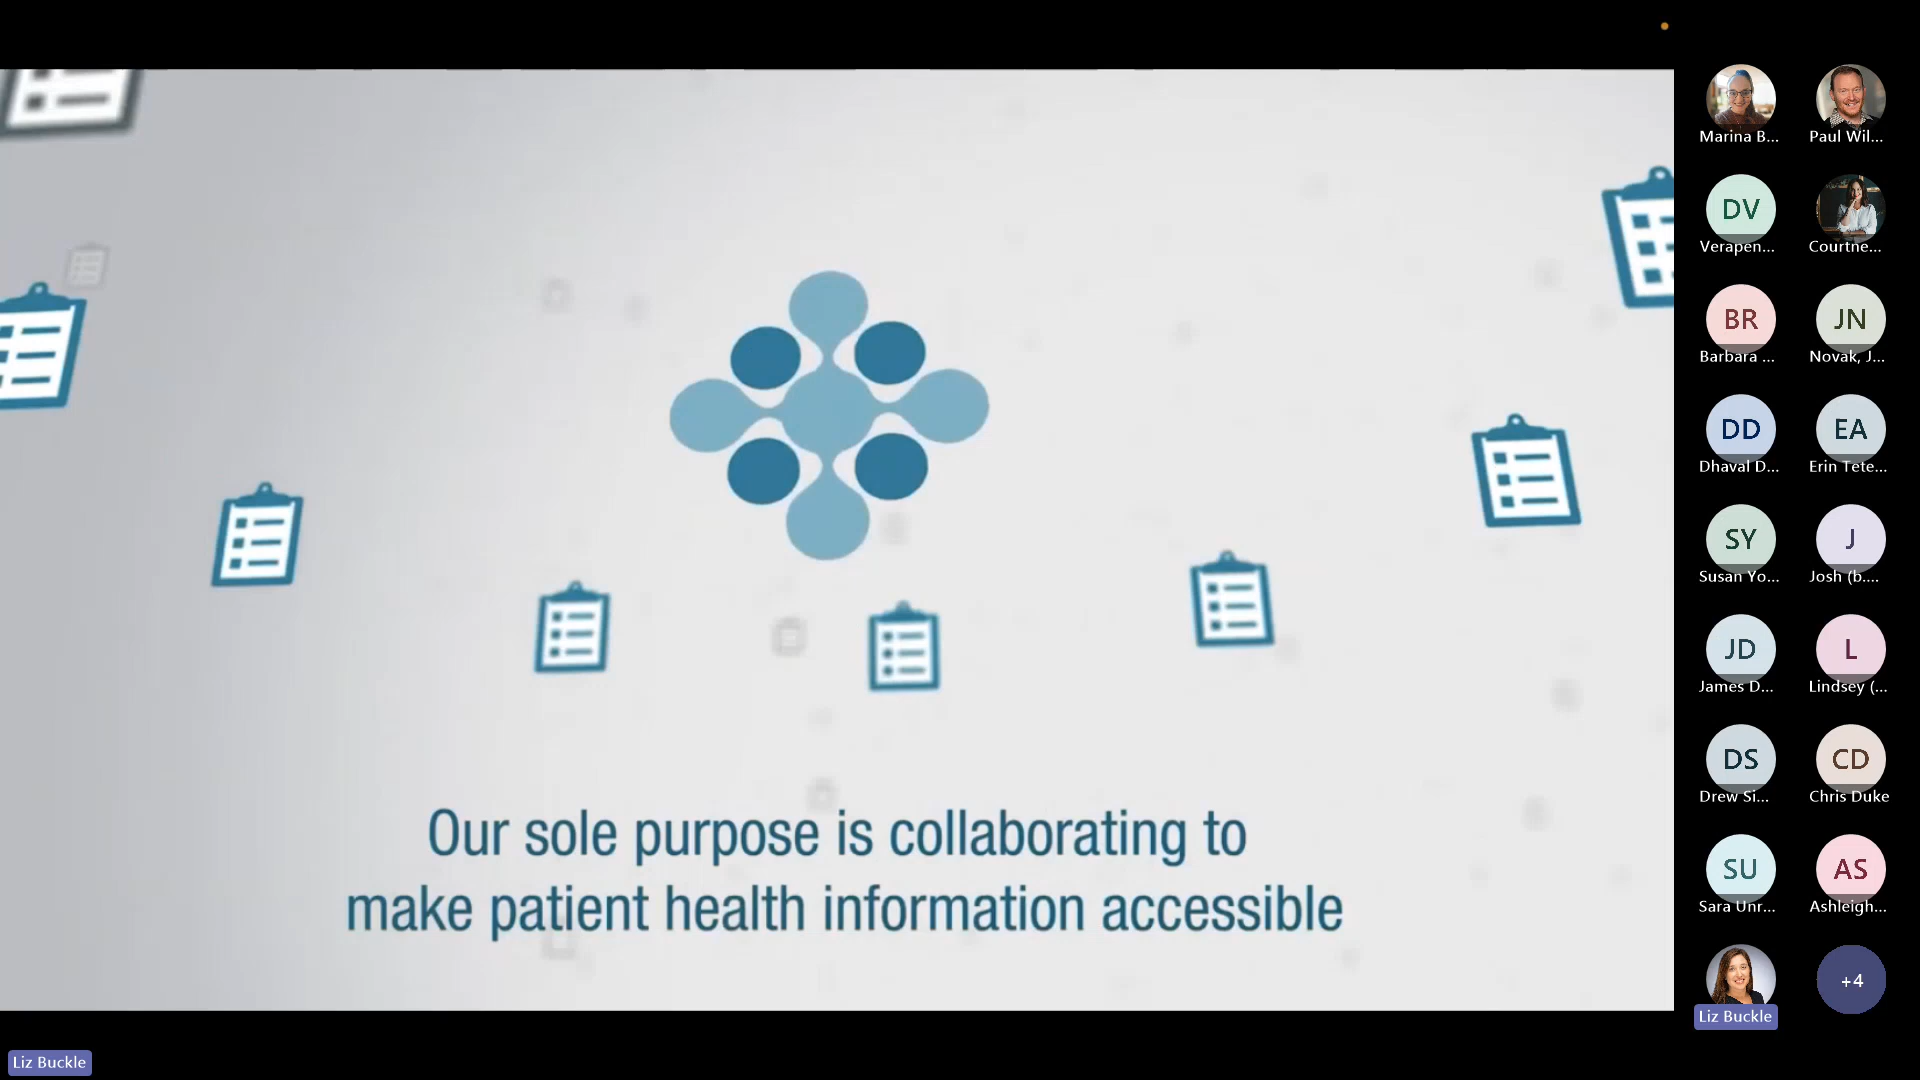 Marina B...
Paul Wil...
DV
Verapen...
Courtne...
BR
Barbara ...
JN
Novak, J...
DD
Dhaval D...
EA
Erin Tete...
SY
Susan Yo...
J
Josh (b....
JD
James D...
L
Lindsey (...
DS
Drew Si...
CD
Chris Duke
SU
Sara Unr...
AS
Ashleigh...
Liz Buckle
+4
Our sole purpose is collaborating to
make patient health information accessible
Liz Buckle